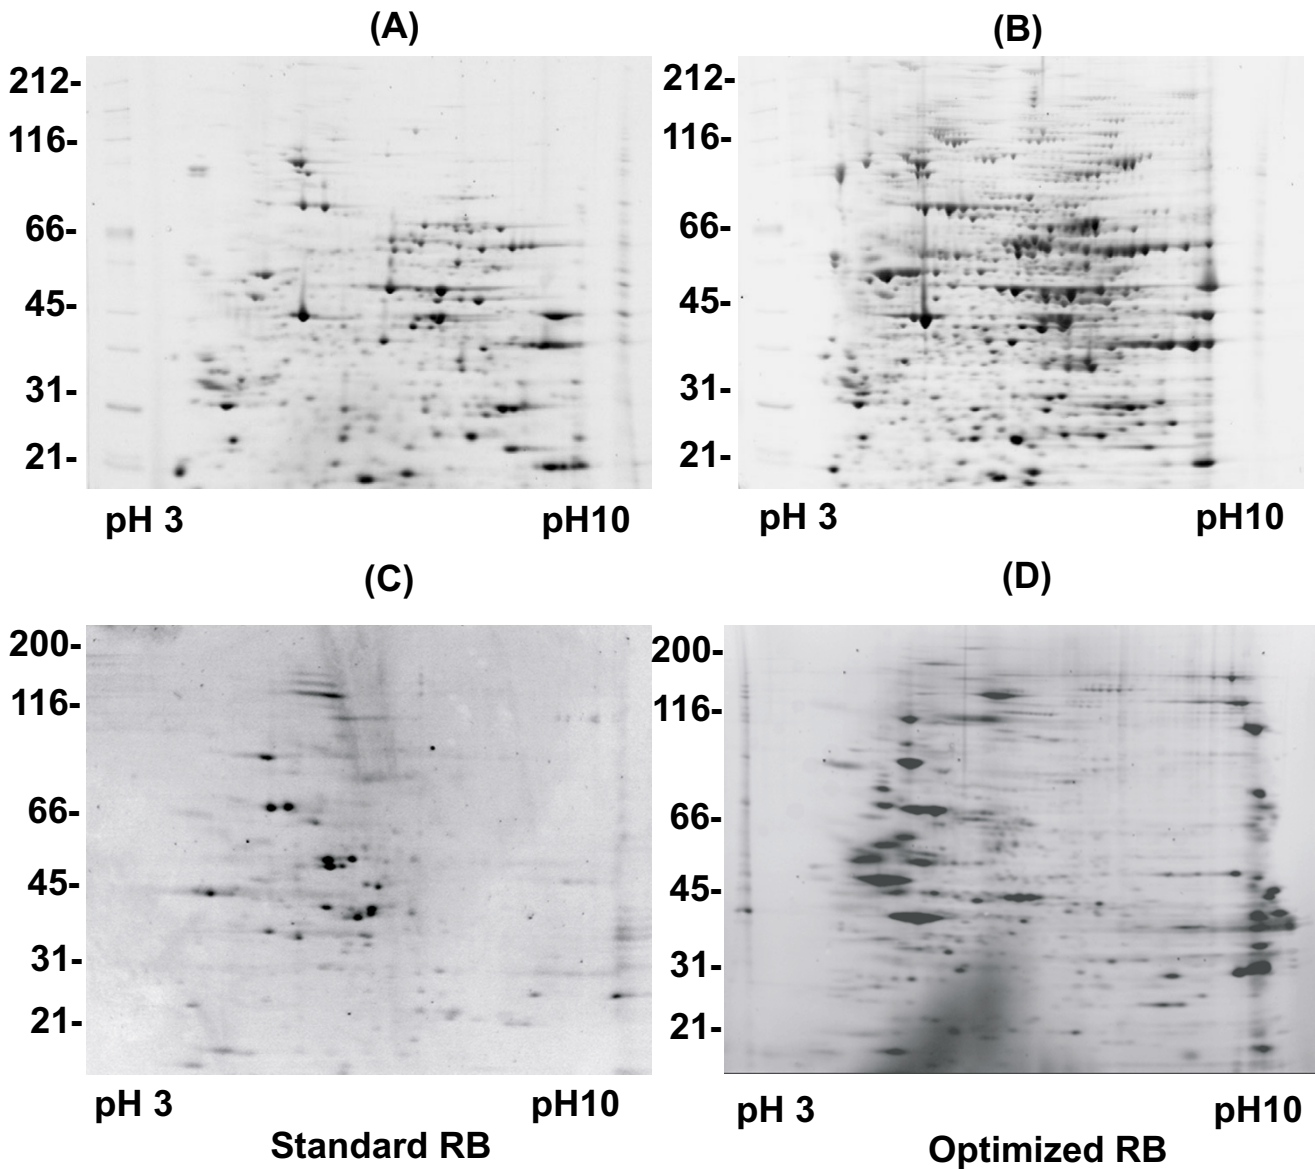 (A)
(B)
212-
116-
66-
45-
31-
21-
212-
116-
66-
45-
31-
21-
pH 3
pH10
pH 3
pH10
(C)
(D)
200-
116-
66-
45-
31-
21-
200-
116-
66-
45-
31-
21-
pH 3
pH10
pH 3
pH10
Standard RB
Optimized RB